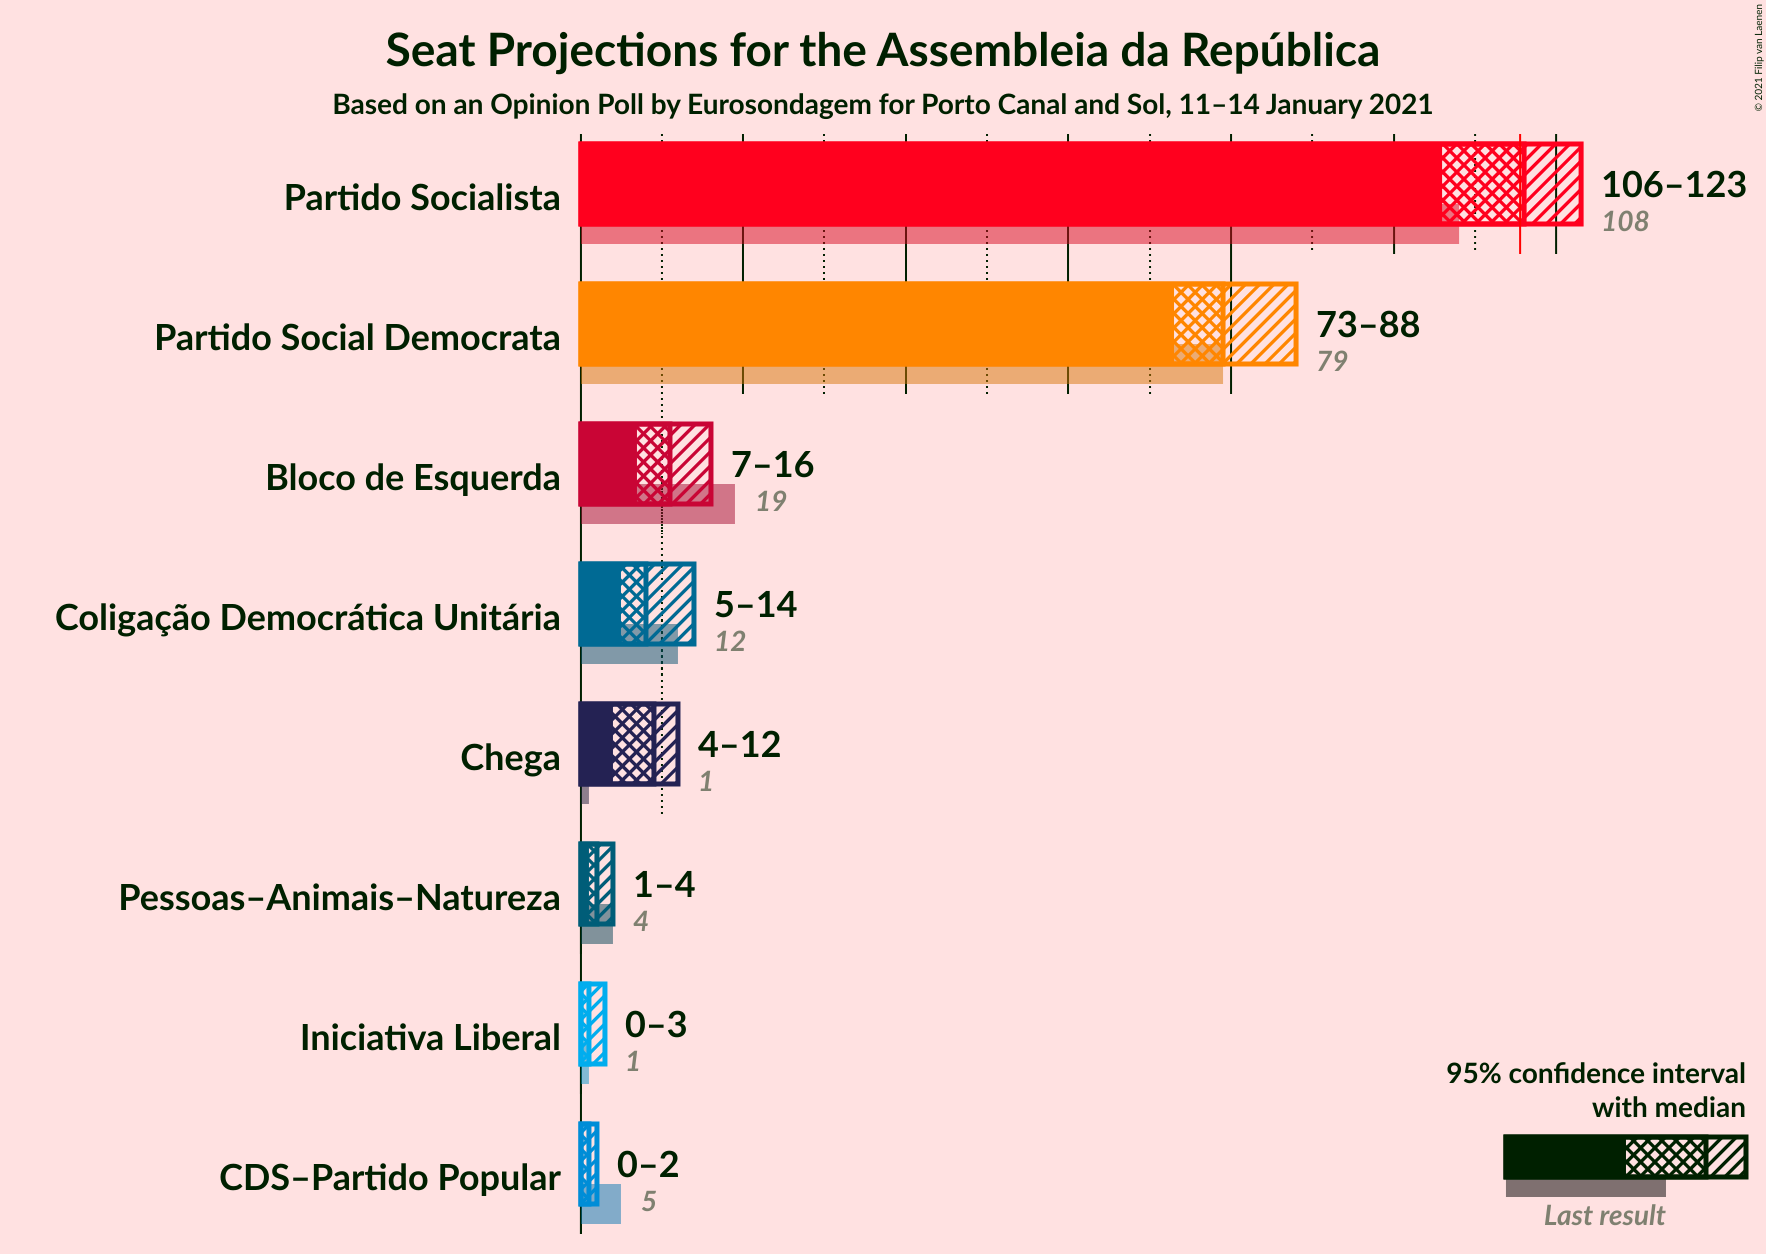 Seat Projections for the Assembleia da República
Based on an Opinion Poll by Eurosondagem for Porto Canal and Sol, 11–14 January 2021
© 2021 Filip van Laenen
Partido Socialista
106–123
108
Partido Social Democrata
73–88
79
Bloco de Esquerda
7–16
19
Coligação Democrática Unitária
5–14
12
Chega
4–12
1
Pessoas–Animais–Natureza
1–4
4
Iniciativa Liberal
0–3
1
CDS–Partido Popular
0–2
5
95% confidence interval
with median
Last result